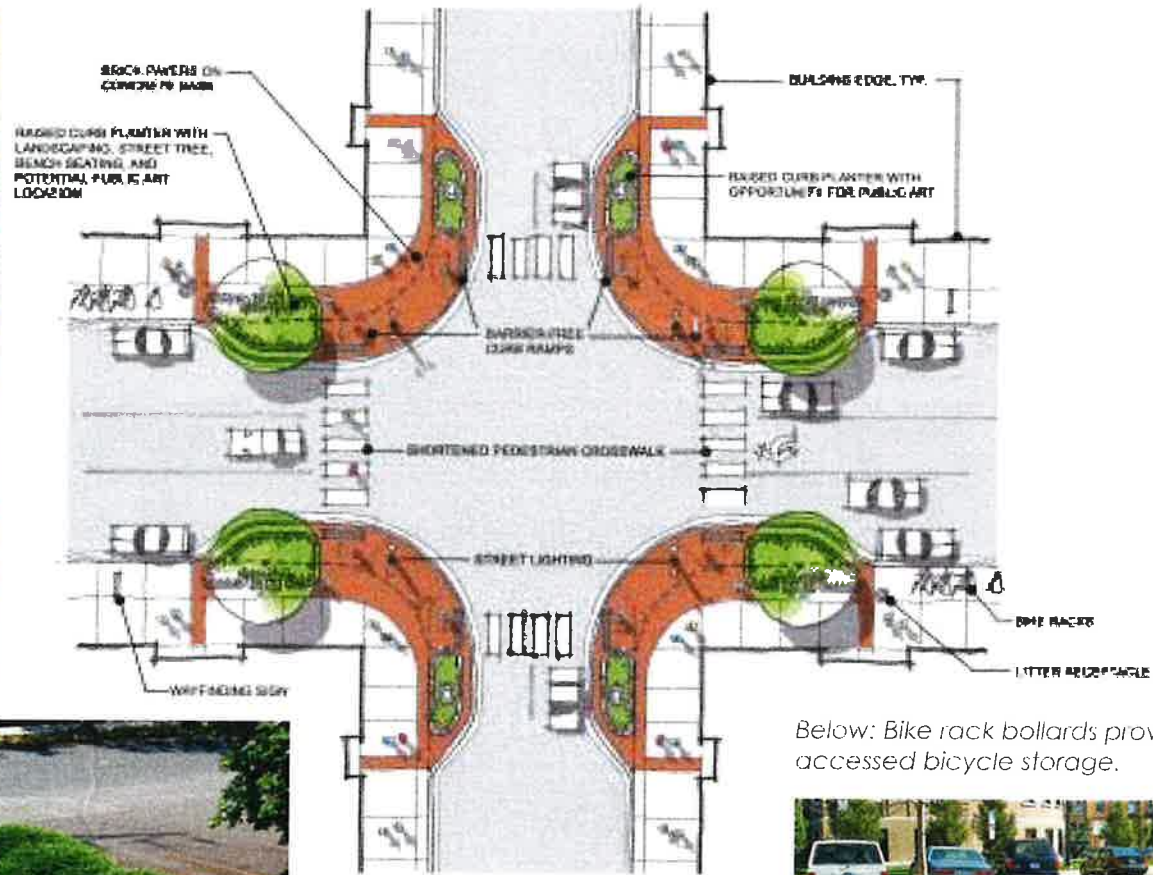 BRICK PAVERS ON
CONCRETE BASE
RAISED CURB PLANTER WITH
LANDSCAPING, STREET TREE,
BENCH SEATING, AND
POTENTIAL PUBLIC ART
LOCATION
BUILDING EDGE, TYP.
RAISED CURB PLANTER WITH
OPPORTUNITY FOR PUBLIC ART
BARRIER-FREE
CURB RAMPS
SHORTENED PEDESTRIAN CROSSWALK
STREET LIGHTING
BIKE RACKS
LITTER RECEPTACLE
WAYFINDING SIGN
Below: Bike rack bollards prov
accessed bicycle storage.